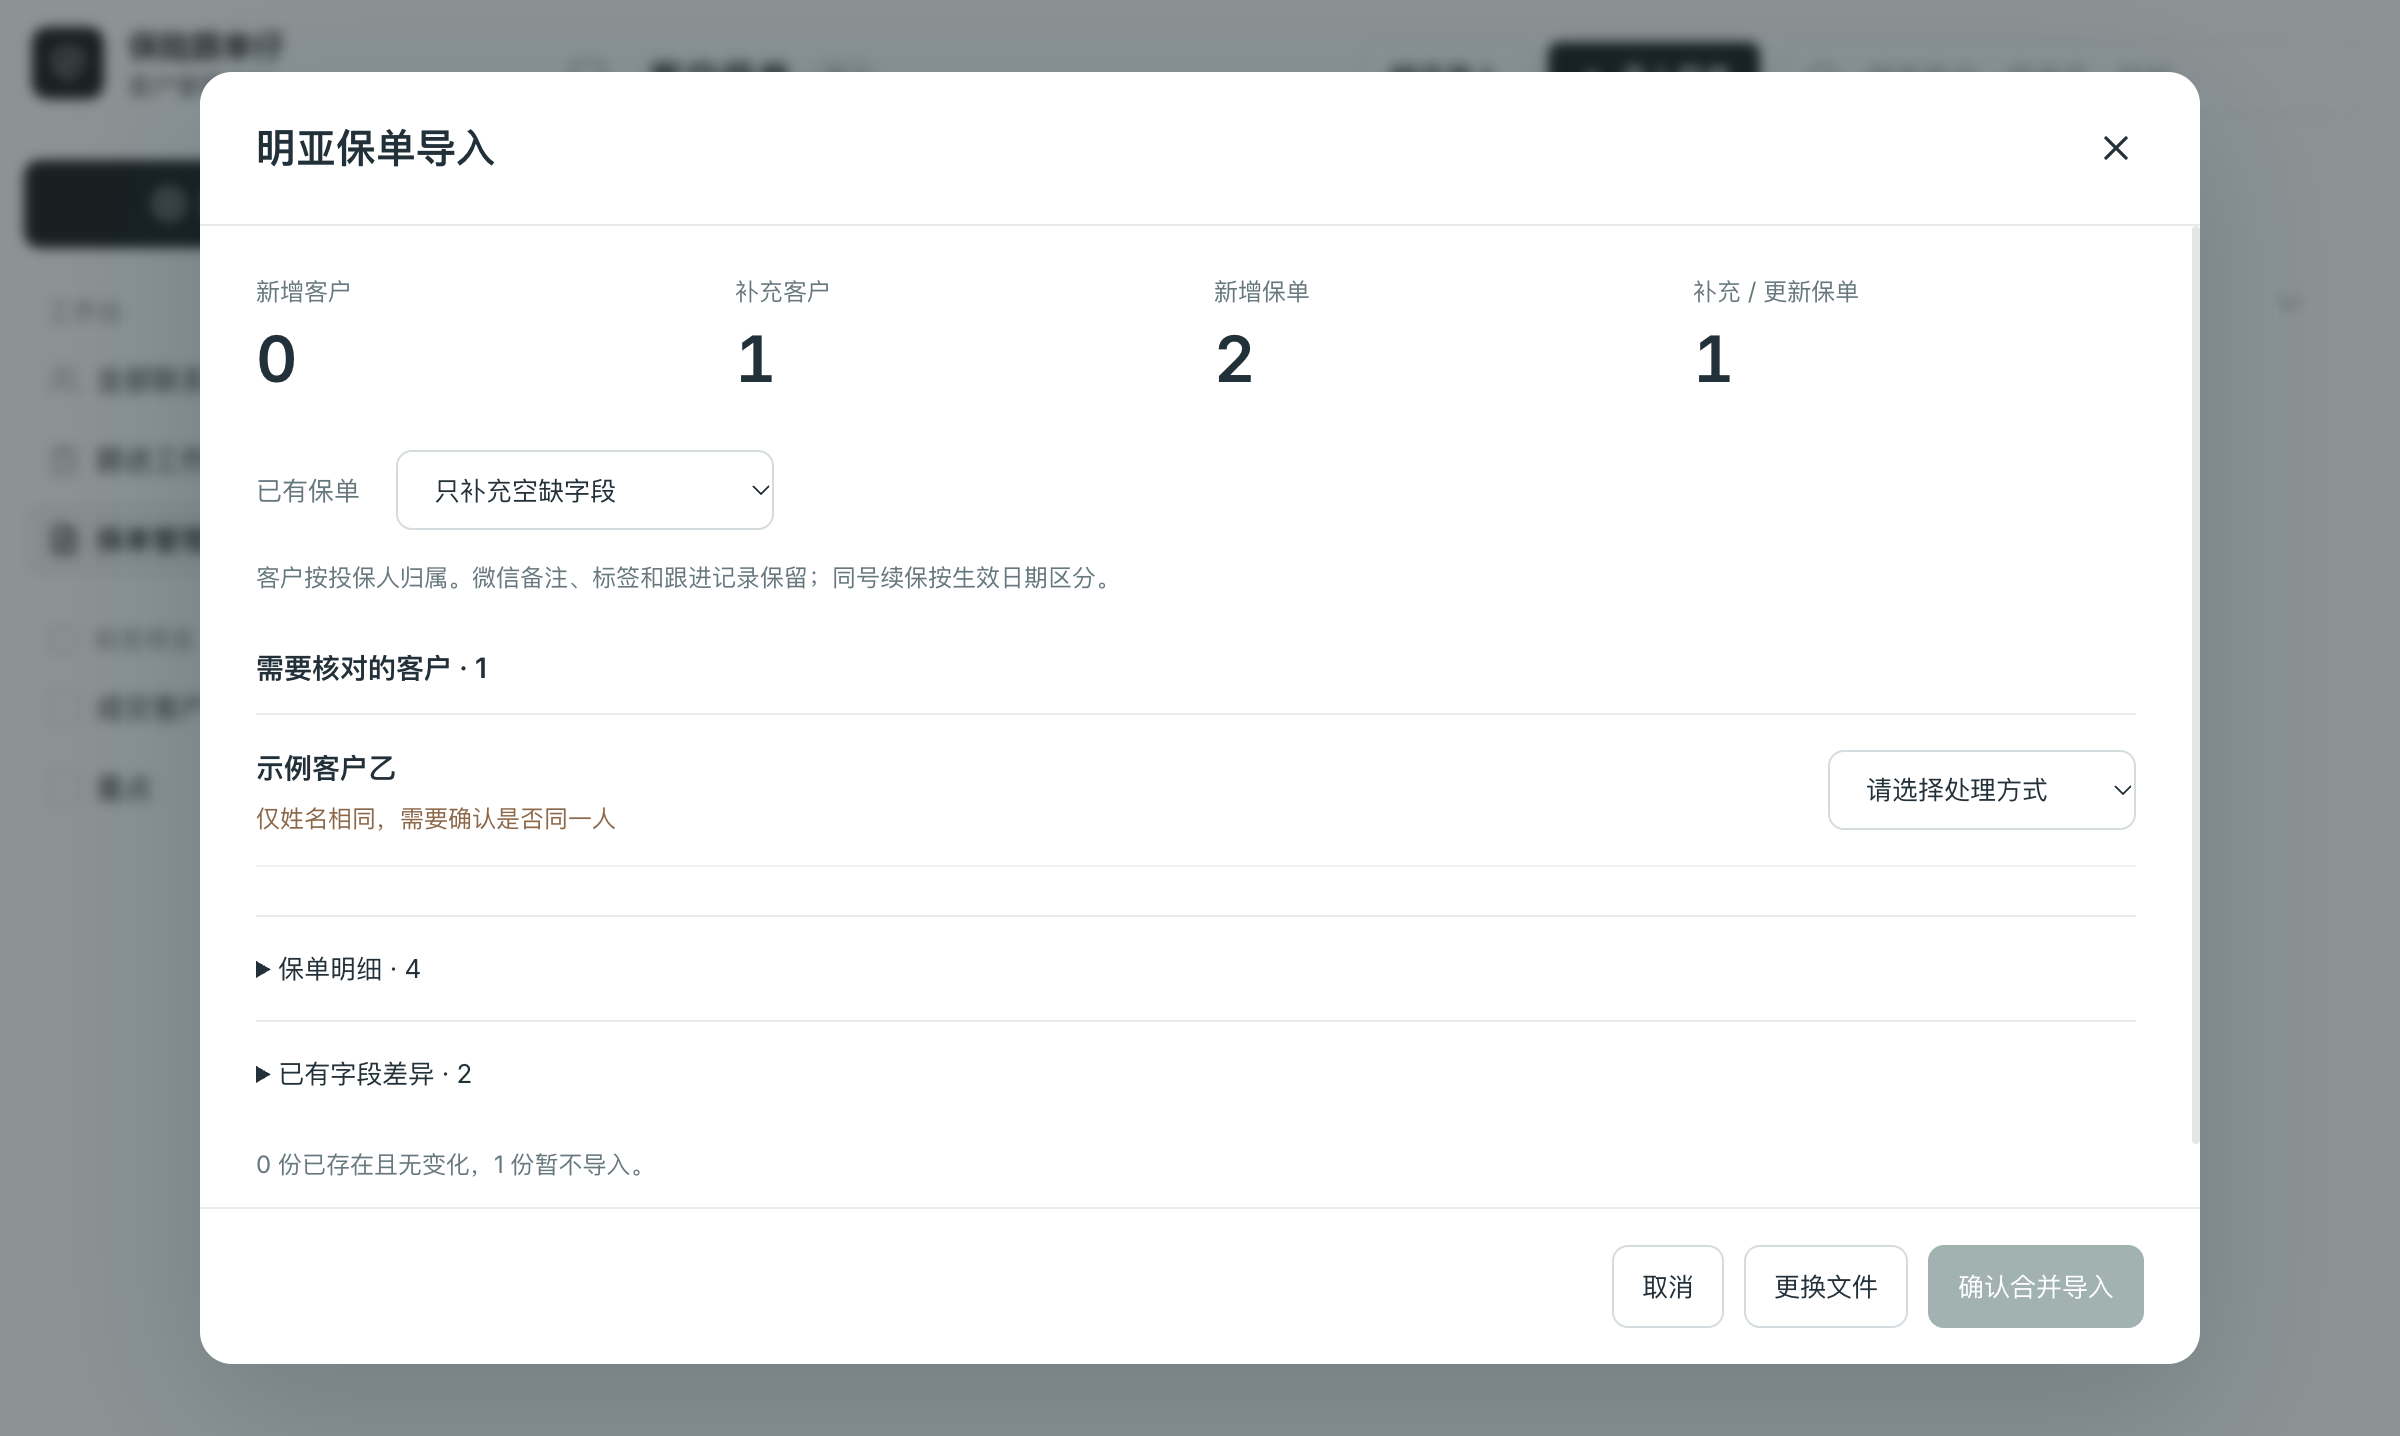 明亚保单导入
新增客户
补充客户
新增保单
补充 / 更新保单
0
1
2
1
已有保单
只补充空缺字段
客户按投保人归属。微信备注、标签和跟进记录保留；同号续保按生效日期区分。
需要核对的客户 · 1
示例客户乙
仅姓名相同，需要确认是否同一人
请选择处理方式
保单明细 · 4
已有字段差异 · 2
0 份已存在且无变化，1 份暂不导入。
取消
更换文件
确认合并导入